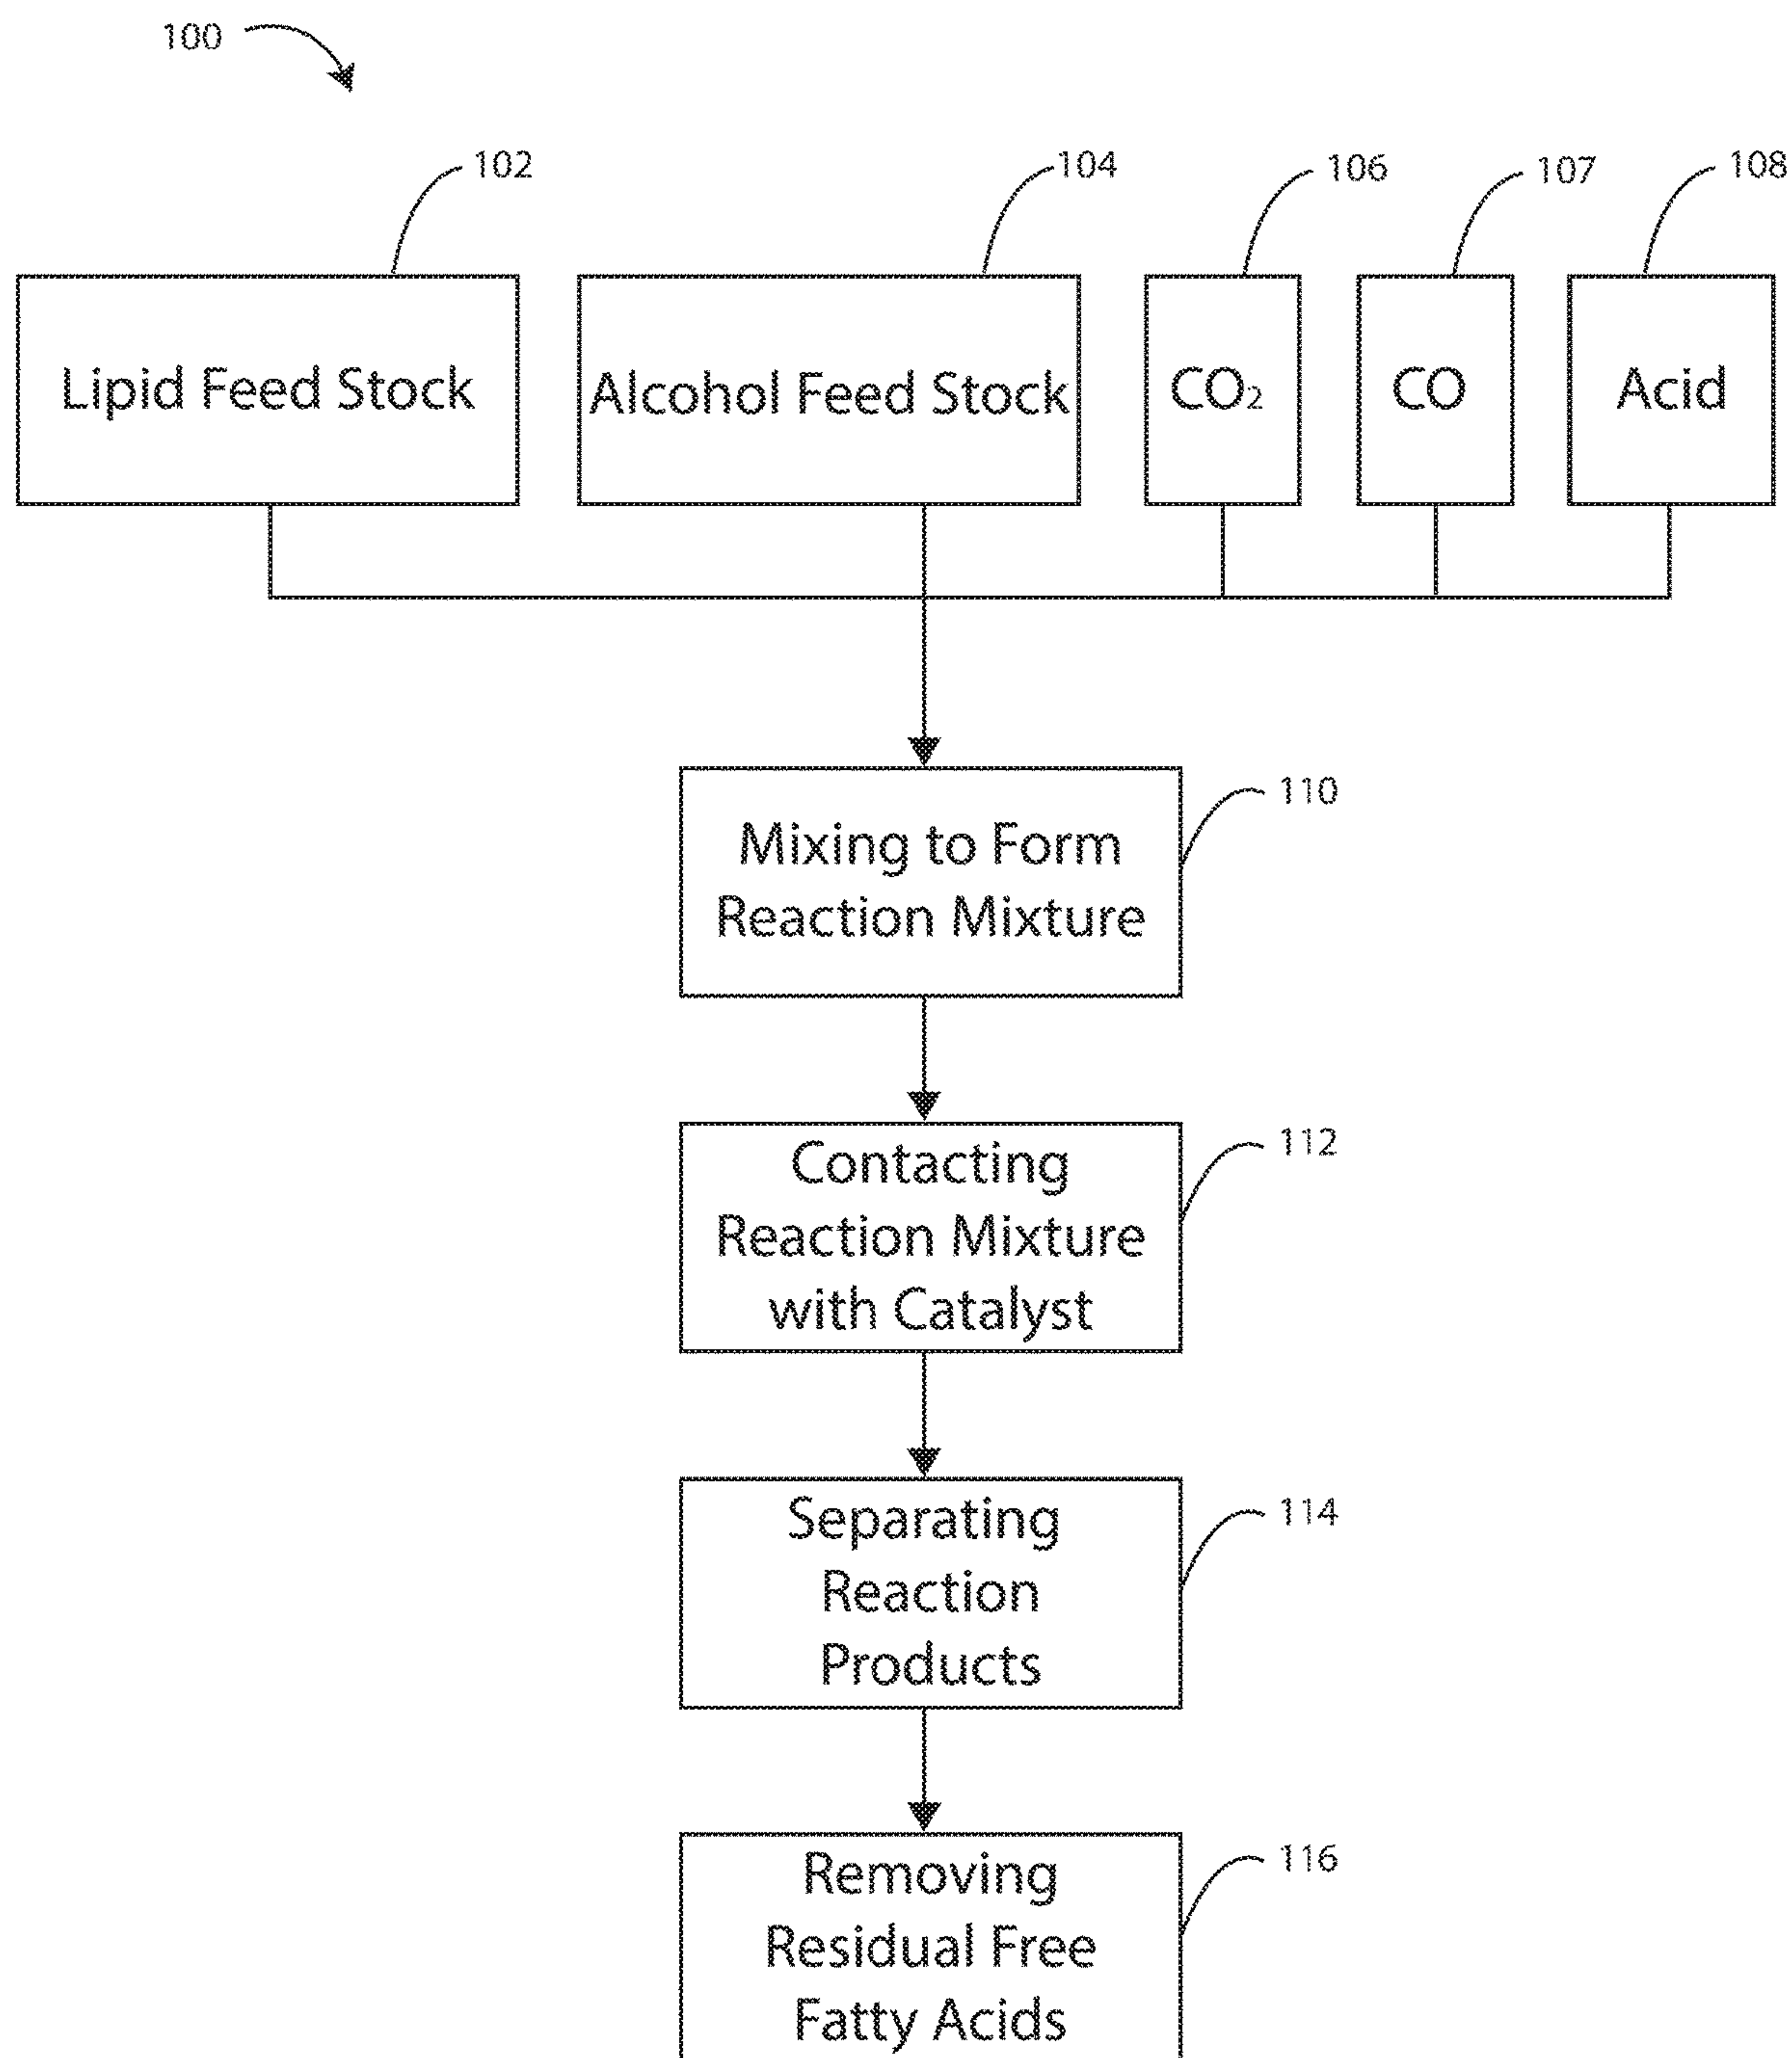 100
102
104
106
107
108
Lipid Feed Stock
Alcohol Feed Stock
CO₂
CO
Acid
110
Mixing to Form
Reaction Mixture
112
Contacting
Reaction Mixture
with Catalyst
114
Separating
Reaction
Products
116
Removing
Residual Free
Fatty Acids